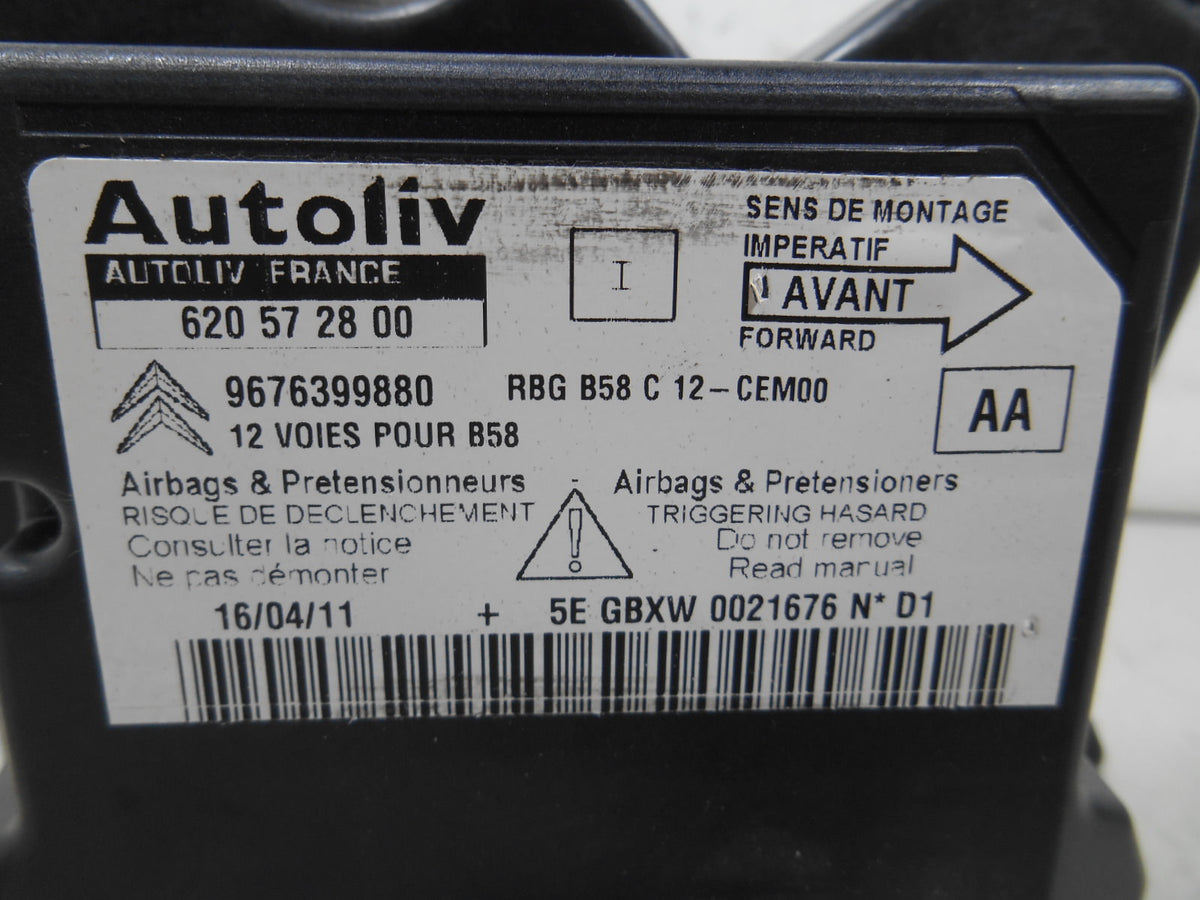 Autoliv
AUTOLIV FRANCE
620 57 28 00
I
SENS DE MONTAGE
IMPERATIF
AVANT
FORWARD
9676399880 RBG B58 C 12-CEM00
12 VOIES POUR B58
AA
Airbags & Pretensionneurs
RISQUE DE DECLENCHEMENT
Consulter la notice
Ne pas démonter
!
Airbags & Pretensioners
TRIGGERING HASARD
Do not remove
Read manual
16/04/11 + 5E GBXW 0021676 N* D1